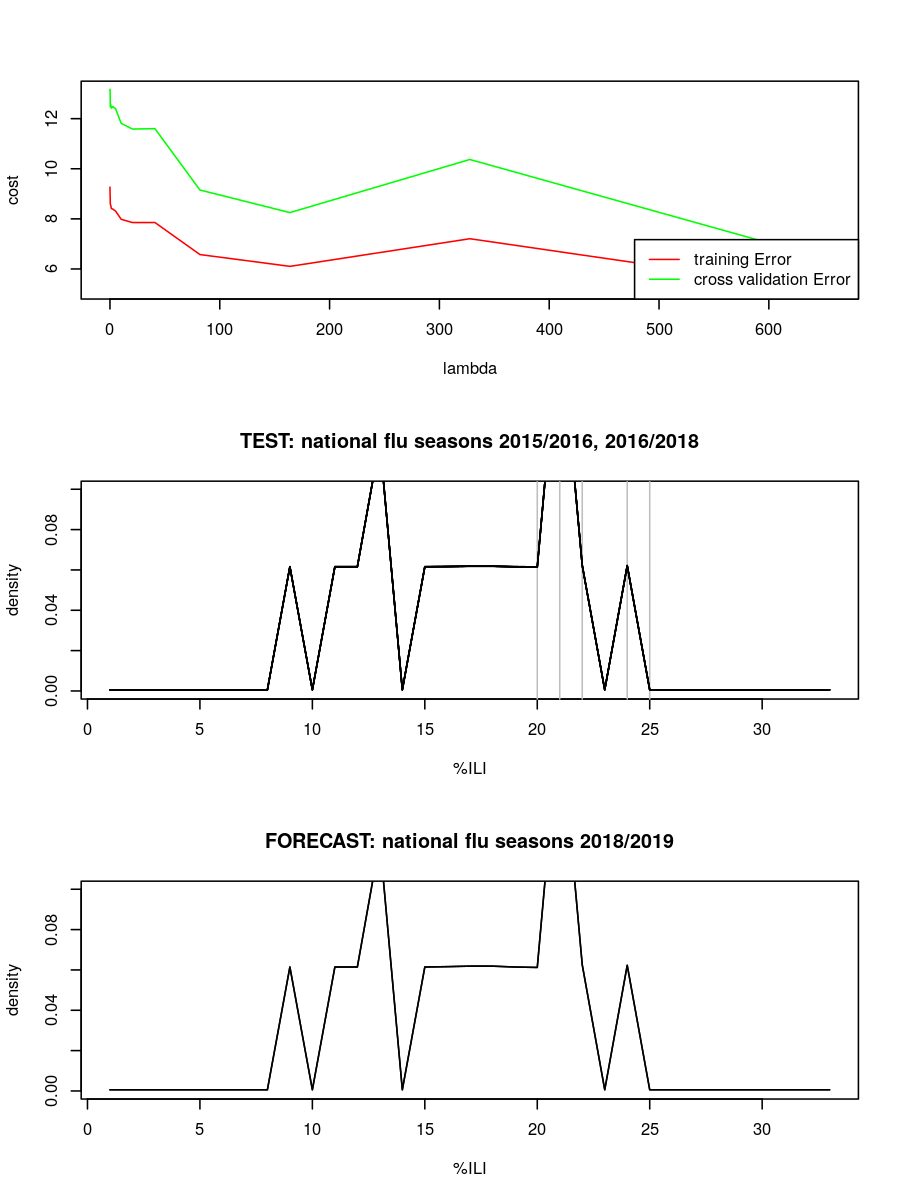 12
10
8
6
cost
training Error
cross validation Error
0 100 200 300 400 500 600
lambda
TEST: national flu seasons 2015/2016, 2016/2018
0.08
0.04
0.00
density
0 5 10 15 20 25 30
%ILI
FORECAST: national flu seasons 2018/2019
0.08
0.04
0.00
density
0 5 10 15 20 25 30
%ILI